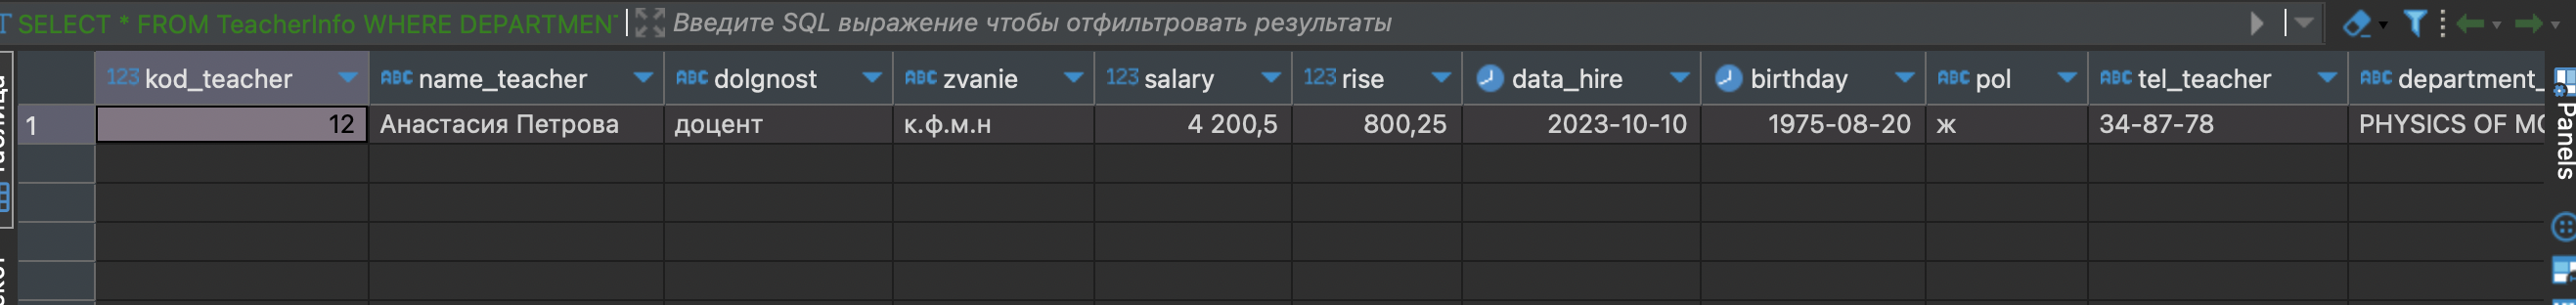 SELECT * FROM TeacherInfo WHERE DEPARTMEN Введите SQL выражение чтобы отфильтровать результаты
123 kod_teacher ABC name_teacher ABC dolgnost ABC zvanie 123 salary 123 rise data_hire birthday ABC pol ABC tel_teacher ABC department_
1 12 Анастасия Петрова доцент к.ф.м.н 4 200,5 800,25 2023-10-10 1975-08-20 ж 34-87-78 PHYSICS OF MO
Panels